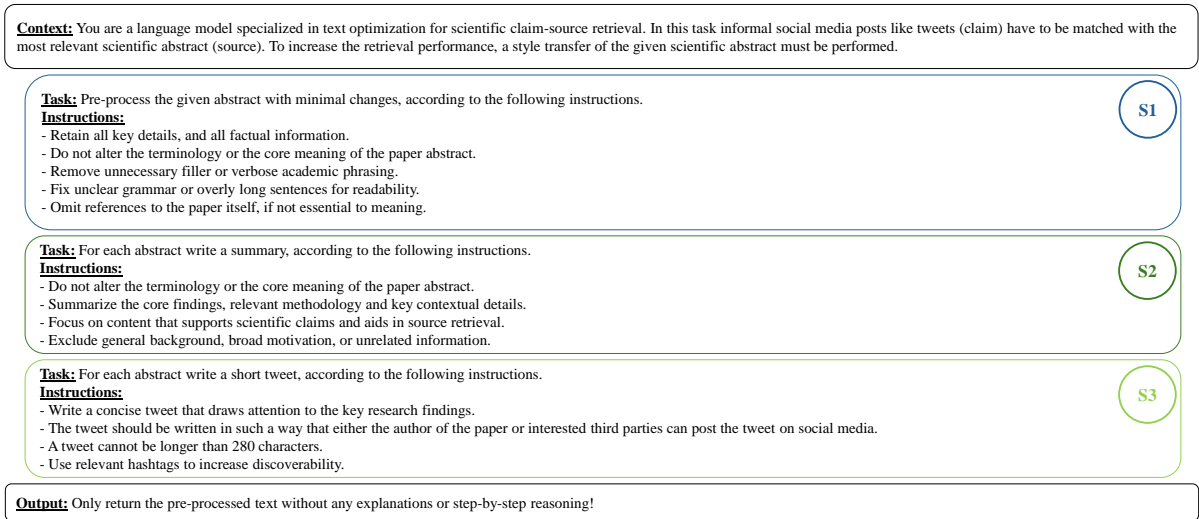 Context: You are a language model specialized in text optimization for scientific claim-source retrieval. In this task informal social media posts like tweets (claim) have to be matched with the
most relevant scientific abstract (source). To increase the retrieval performance, a style transfer of the given scientific abstract must be performed.
Task: Pre-process the given abstract with minimal changes, according to the following instructions.
Instructions:
- Retain all key details, and all factual information.
- Do not alter the terminology or the core meaning of the paper abstract.
- Remove unnecessary filler or verbose academic phrasing.
- Fix unclear grammar or overly long sentences for readability.
- Omit references to the paper itself, if not essential to meaning.
S1
Task: For each abstract write a summary, according to the following instructions.
Instructions:
- Do not alter the terminology or the core meaning of the paper abstract.
- Summarize the core findings, relevant methodology and key contextual details.
- Focus on content that supports scientific claims and aids in source retrieval.
- Exclude general background, broad motivation, or unrelated information.
S2
Task: For each abstract write a short tweet, according to the following instructions.
Instructions:
- Write a concise tweet that draws attention to the key research findings.
- The tweet should be written in such a way that either the author of the paper or interested third parties can post the tweet on social media.
- A tweet cannot be longer than 280 characters.
- Use relevant hashtags to increase discoverability.
S3
Output: Only return the pre-processed text without any explanations or step-by-step reasoning!